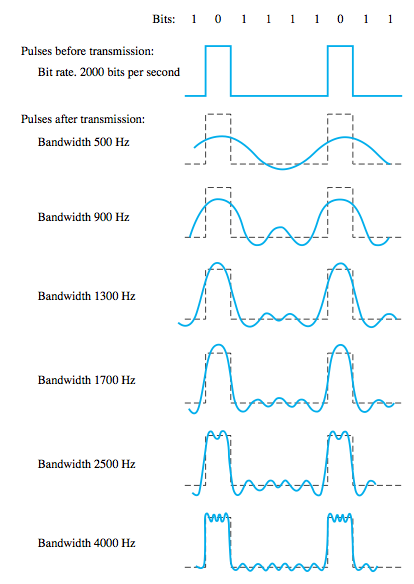 Bits: 1 0 1 1 1 1 0 1 1
Pulses before transmission:
Bit rate. 2000 bits per second
Pulses after transmission:
Bandwidth 500 Hz
Bandwidth 900 Hz
Bandwidth 1300 Hz
Bandwidth 1700 Hz
Bandwidth 2500 Hz
Bandwidth 4000 Hz